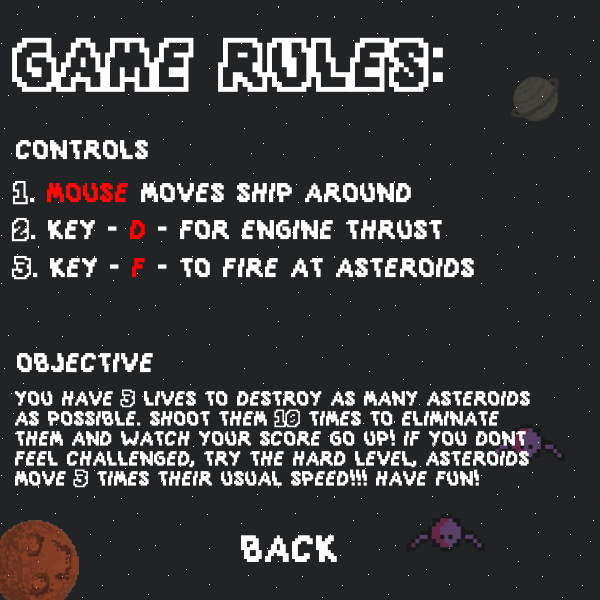 GAME RULES:
CONTROLS
1. MOUSE MOVES SHIP AROUND
2. KEY - D - FOR ENGINE THRUST
3. KEY - F - TO FIRE AT ASTEROIDS
OBJECTIVE
YOU HAVE 3 LIVES TO DESTROY AS MANY ASTEROIDS
AS POSSIBLE. SHOOT THEM 10 TIMES TO ELIMINATE
THEM AND WATCH YOUR SCORE GO UP! IF YOU DONT
FEEL CHALLENGED, TRY THE HARD LEVEL, ASTEROIDS
MOVE 3 TIMES THEIR USUAL SPEED!!! HAVE FUN!
BACK